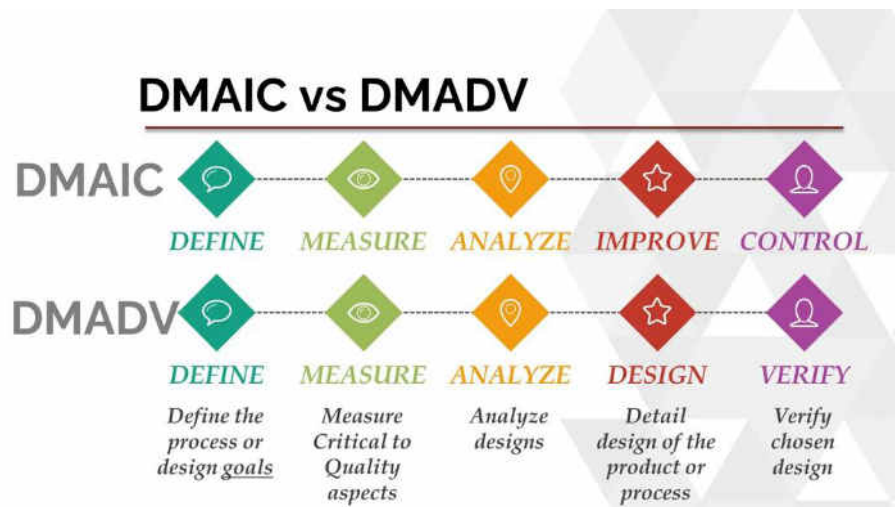 DMAIC vs DMADV
DMAIC
DEFINE MEASURE ANALYZE IMPROVE CONTROL
DMADV
DEFINE MEASURE ANALYZE DESIGN VERIFY
Define the
process or
design goals
Measure
Critical to
Quality
aspects
Analyze
designs
Detail
design of the
product or
process
Verify
chosen
design